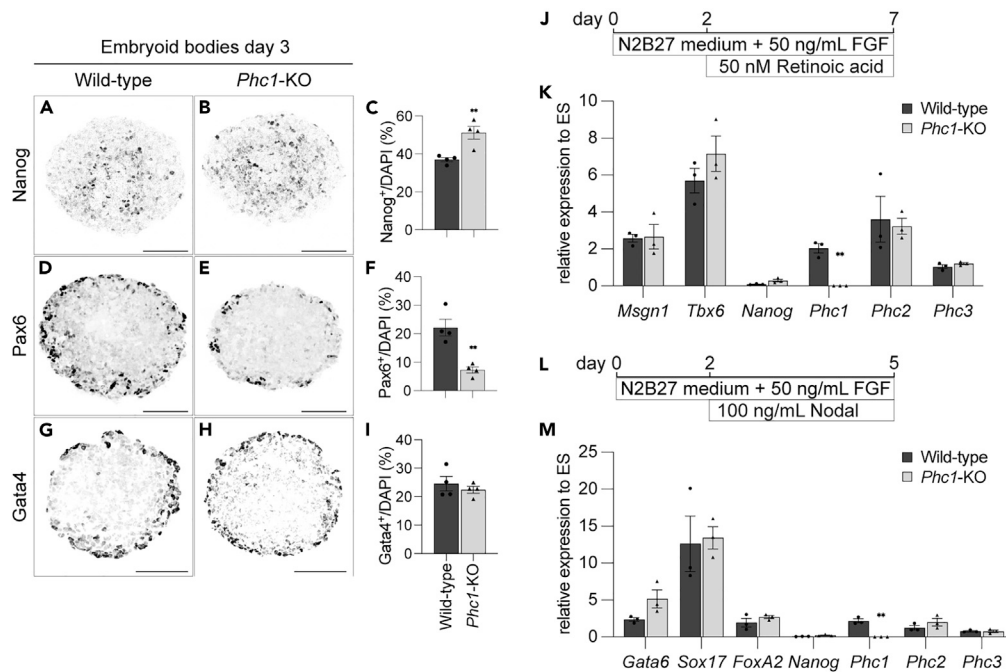 Embryoid bodies day 3
Wild-type Phc1-KO
A B C
Nanog
Nanog+/DAPI (%)
60
40
20
0
**
D E F
Pax6
Pax6+/DAPI (%)
40
30
20
10
0
**
G H I
Gata4
Gata4+/DAPI (%)
40
30
20
10
0
Wild-type
Phc1-KO
J day 0 2 7
N2B27 medium + 50 ng/mL FGF
50 nM Retinoic acid
K
relative expression to ES
10
8
6
4
2
0
Wild-type
Phc1-KO
**
Msgn1 Tbx6 Nanog Phc1 Phc2 Phc3
L day 0 2 5
N2B27 medium + 50 ng/mL FGF
100 ng/mL Nodal
M
relative expression to ES
25
20
15
10
5
0
Wild-type
Phc1-KO
**
Gata6 Sox17 FoxA2 Nanog Phc1 Phc2 Phc3